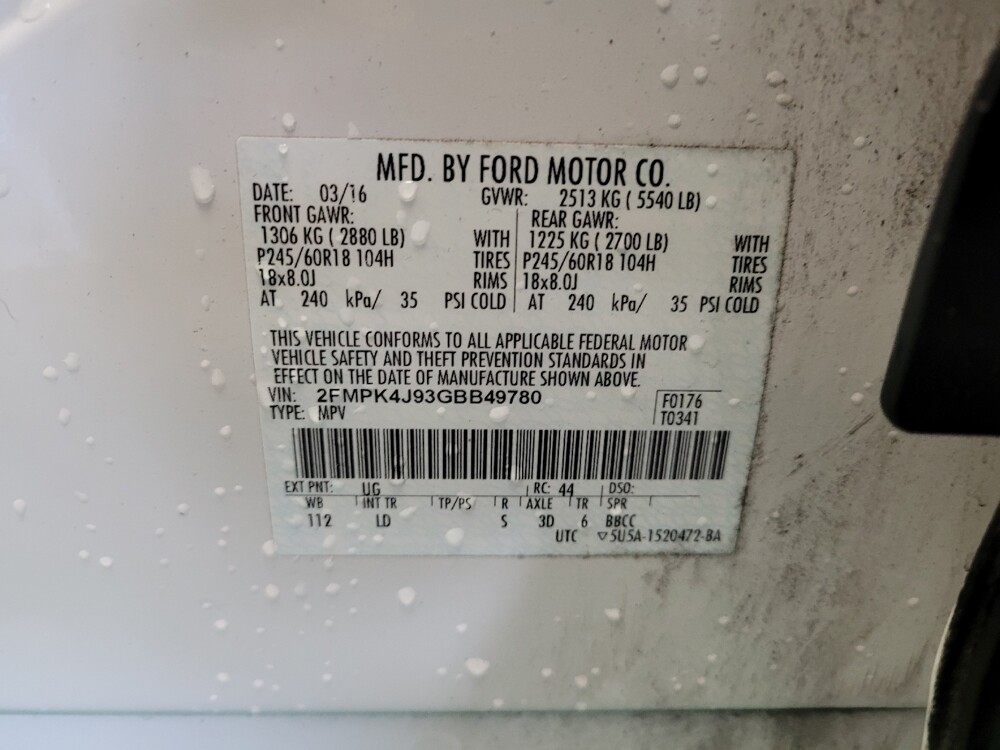 MFD. BY FORD MOTOR CO.
DATE: 03/16 GVWR: 2513 KG ( 5540 LB)
FRONT GAWR: REAR GAWR:
1306 KG ( 2880 LB) WITH 1225 KG ( 2700 LB) WITH
P245/60R18 104H TIRES P245/60R18 104H TIRES
18x8.0J RIMS 18x8.0J RIMS
AT 240 kPa/ 35 PSI COLD AT 240 kPa/ 35 PSI COLD
THIS VEHICLE CONFORMS TO ALL APPLICABLE FEDERAL MOTOR
VEHICLE SAFETY AND THEFT PREVENTION STANDARDS IN
EFFECT ON THE DATE OF MANUFACTURE SHOWN ABOVE.
VIN: 2FMPK4J93GBB49780 F0176
TYPE: MPV T0341
EXT PNT: UG RC: 44 DSO:
WB INT TR TP/PS R AXLE TR SPR
112 LD S 3D 6 BBCC
UTC ▽5U5A-1520472-BA